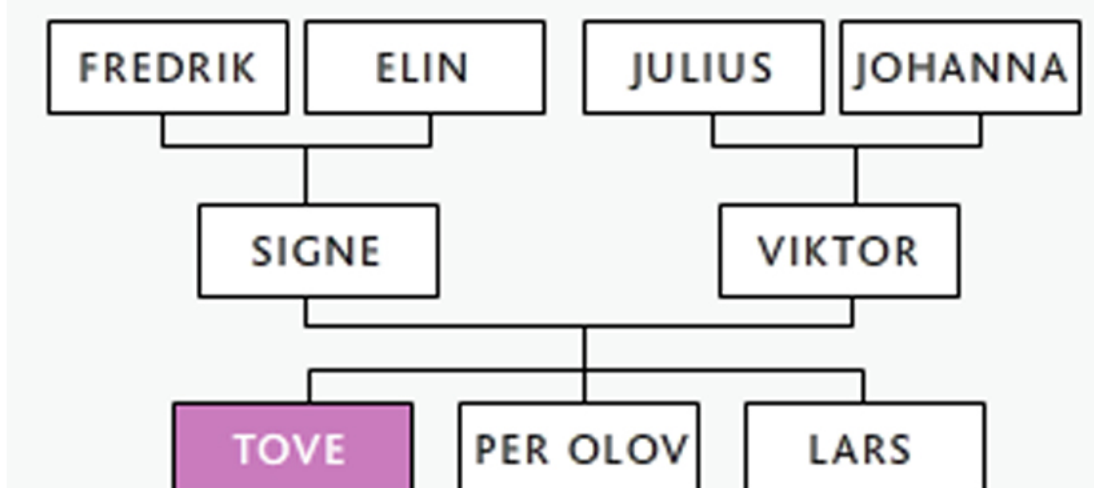 FREDRIK ELIN JULIUS JOHANNA
SIGNE VIKTOR
TOVE PER OLOV LARS